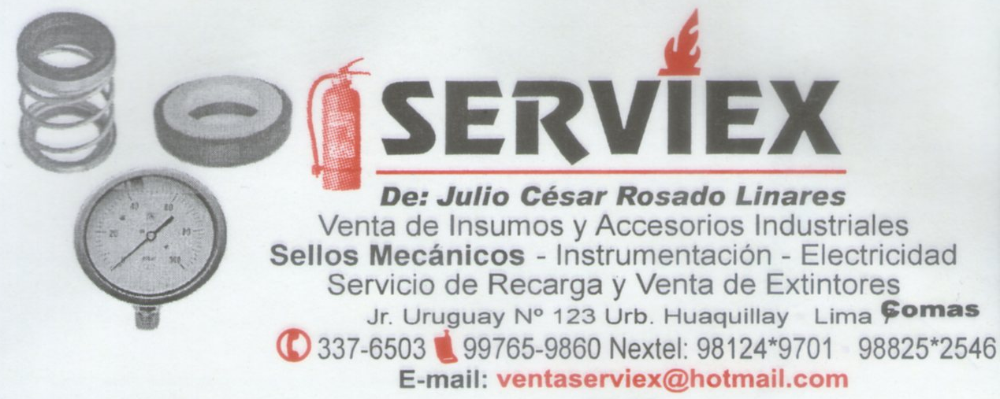 SERVIEX
De: Julio César Rosado Linares
Venta de Insumos y Accesorios Industriales
Sellos Mecánicos - Instrumentación - Electricidad
Servicio de Recarga y Venta de Extintores
Jr. Uruguay Nº 123 Urb. Huaquillay Lima Comas
337-6503 99765-9860 Nextel: 98124*9701 98825*2546
E-mail: ventaserviex@hotmail.com